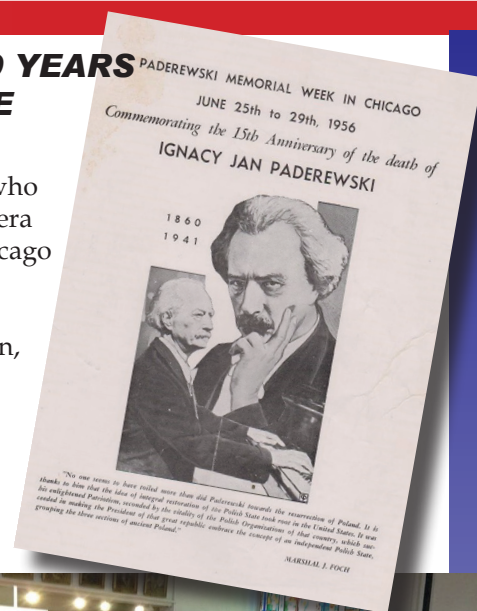 YEARS
E
who
era
cago
n,
PADEREWSKI MEMORIAL WEEK IN CHICAGO
JUNE 25th to 29th, 1956
Commemorating the 15th Anniversary of the death of
IGNACY JAN PADEREWSKI
1860
1941
"No one seems to have toiled more than did Paderewski towards the resurrection of Poland. It is
thanks to him that the idea of integral restoration of the Polish State took root in the United States. It was
his enlightened Patriotism, seconded by the vitality of the Polish Organizations of that country, which suc-
ceeded in making the President of that great republic embrace the concept of an independent Polish State,
grouping the three sections of ancient Poland."
MARSHAL J. FOCH